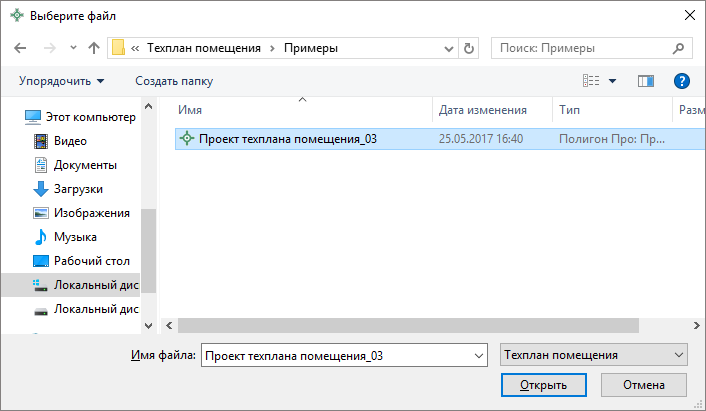 Выберите файл
« Техплан помещения › Примеры
Поиск: Примеры
Упорядочить
Создать папку
?
Этот компьютер
Видео
Документы
Загрузки
Изображения
Музыка
Рабочий стол
Локальный дис
Локальный дис
Имя
Дата изменения
Тип
Разм
Проект техплана помещения_03
25.05.2017 16:40
Полигон Про: Пр...
Имя файла:
Проект техплана помещения_03
Техплан помещения
Открыть
Отмена